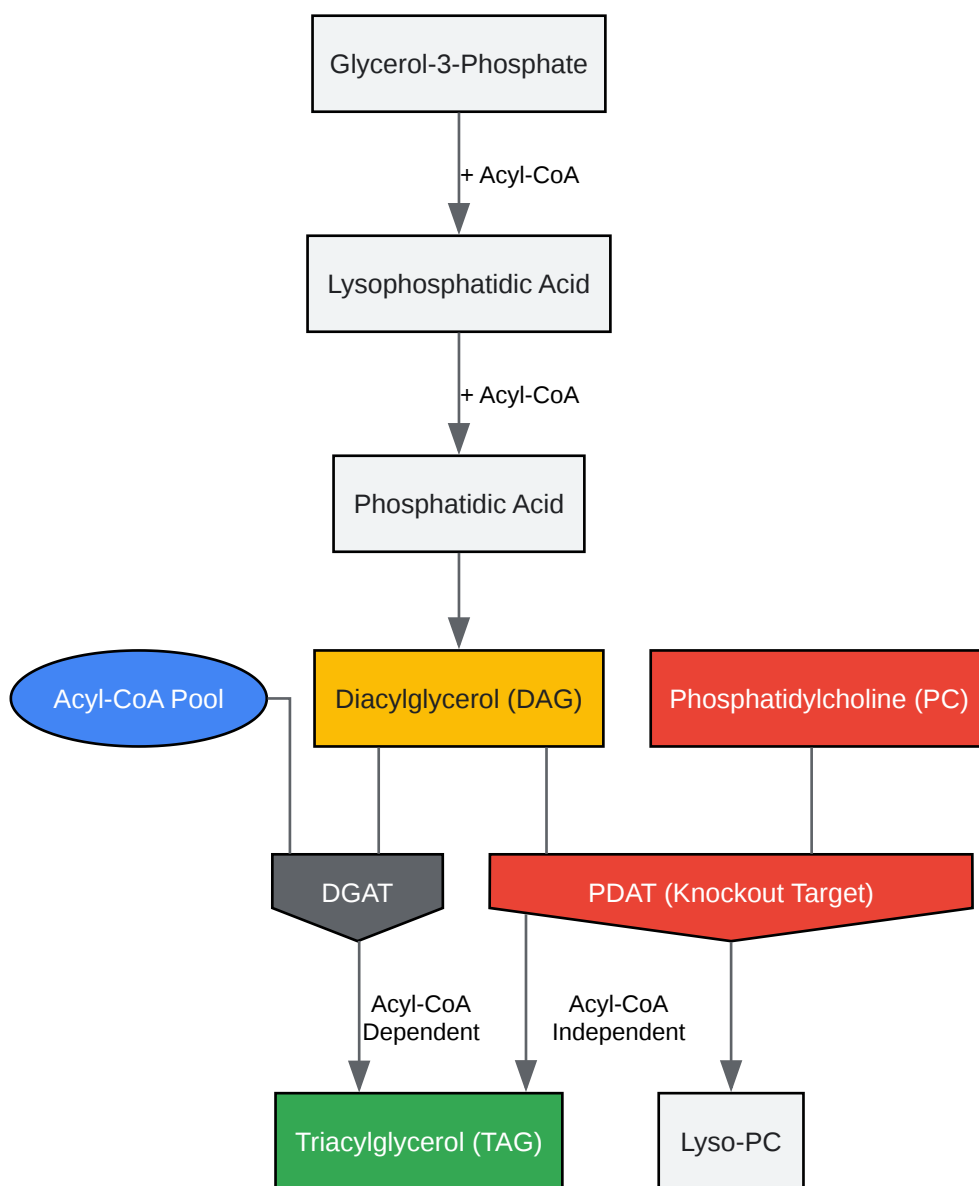 Glycerol-3-Phosphate
+ Acyl-CoA
Lysophosphatidic Acid
+ Acyl-CoA
Phosphatidic Acid
Acyl-CoA Pool
Diacylglycerol (DAG)
Phosphatidylcholine (PC)
DGAT
PDAT (Knockout Target)
Acyl-CoA
Dependent
Acyl-CoA
Independent
Triacylglycerol (TAG)
Lyso-PC